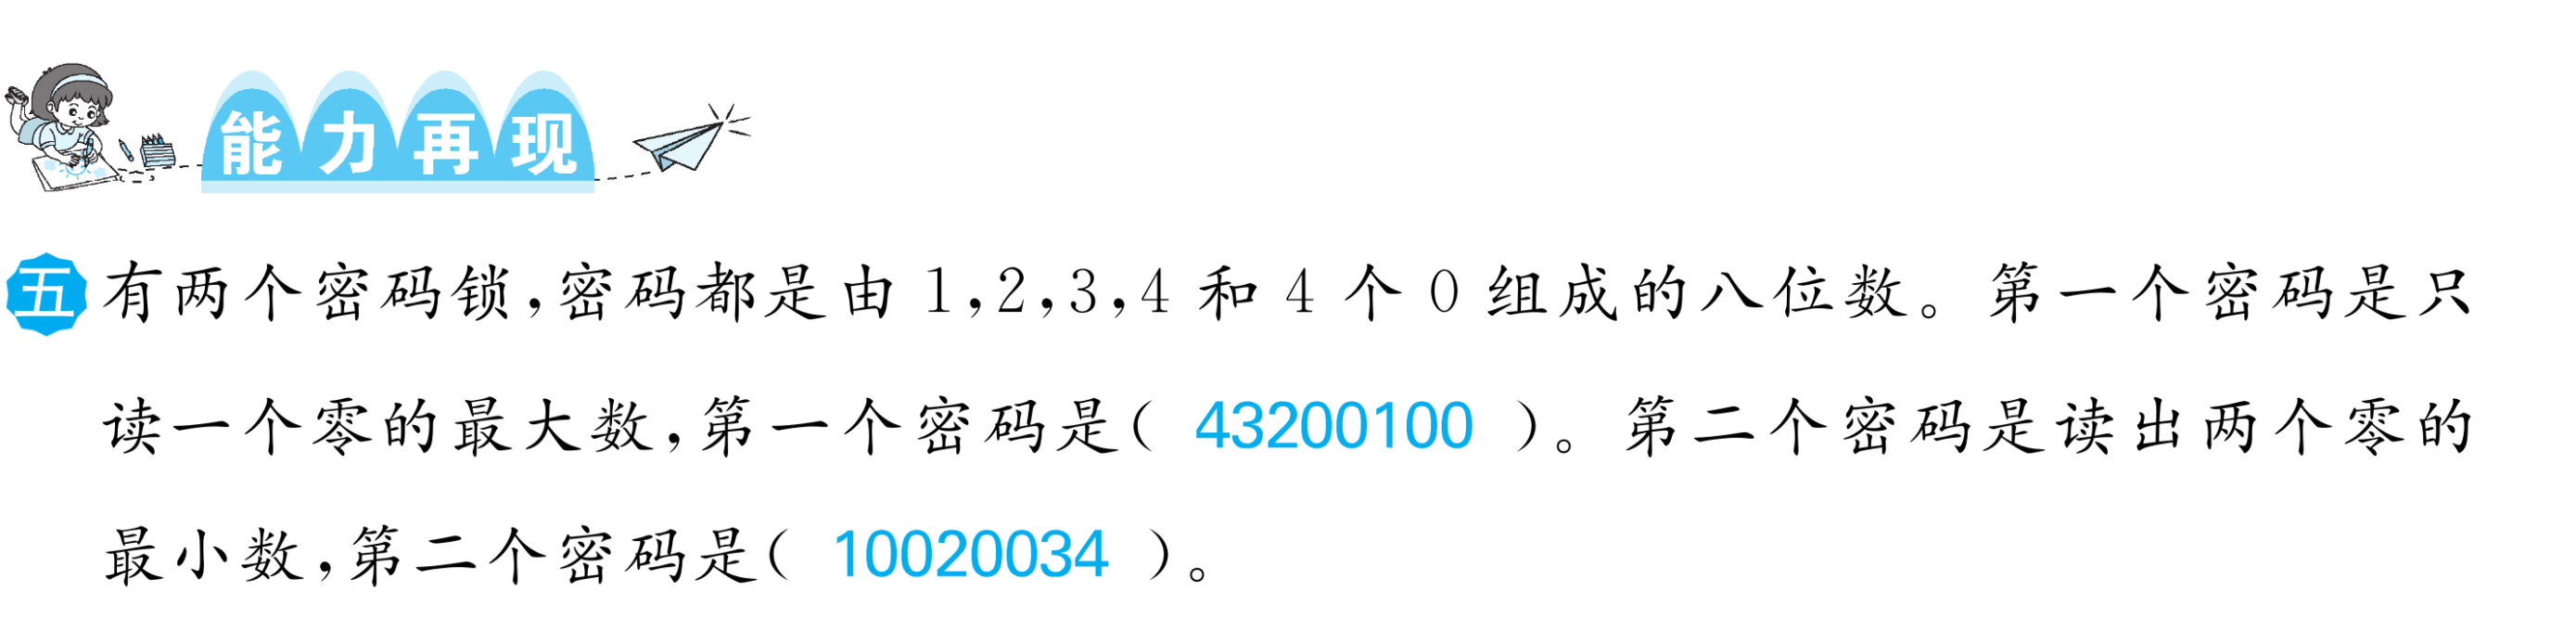 能力再现
五 有两个密码锁,密码都是由 1,2,3,4 和 4 个 0 组成的八位数。第一个密码是只
读一个零的最大数,第一个密码是( 43200100 )。第二个密码是读出两个零的
最小数,第二个密码是( 10020034 )。